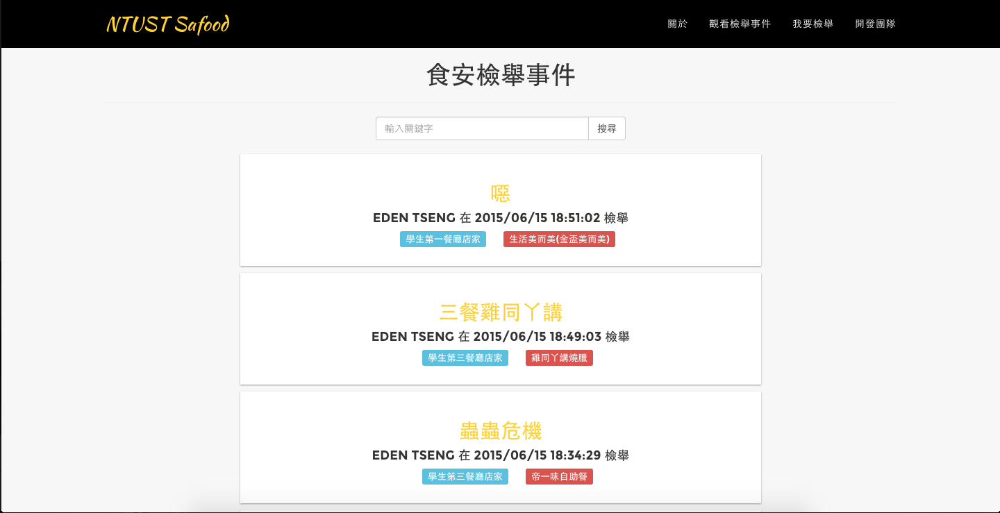 NTUST Safood
關於 觀看檢舉事件 我要檢舉 開發團隊
食安檢舉事件
輸入關鍵字 搜尋
噁
EDEN TSENG 在 2015/06/15 18:51:02 檢舉
學生第一餐廳店家 生活美而美(金盃美而美)
三餐雞同丫講
EDEN TSENG 在 2015/06/15 18:49:03 檢舉
學生第三餐廳店家 雞同丫講燒臘
蟲蟲危機
EDEN TSENG 在 2015/06/15 18:34:29 檢舉
學生第三餐廳店家 帝一味自助餐